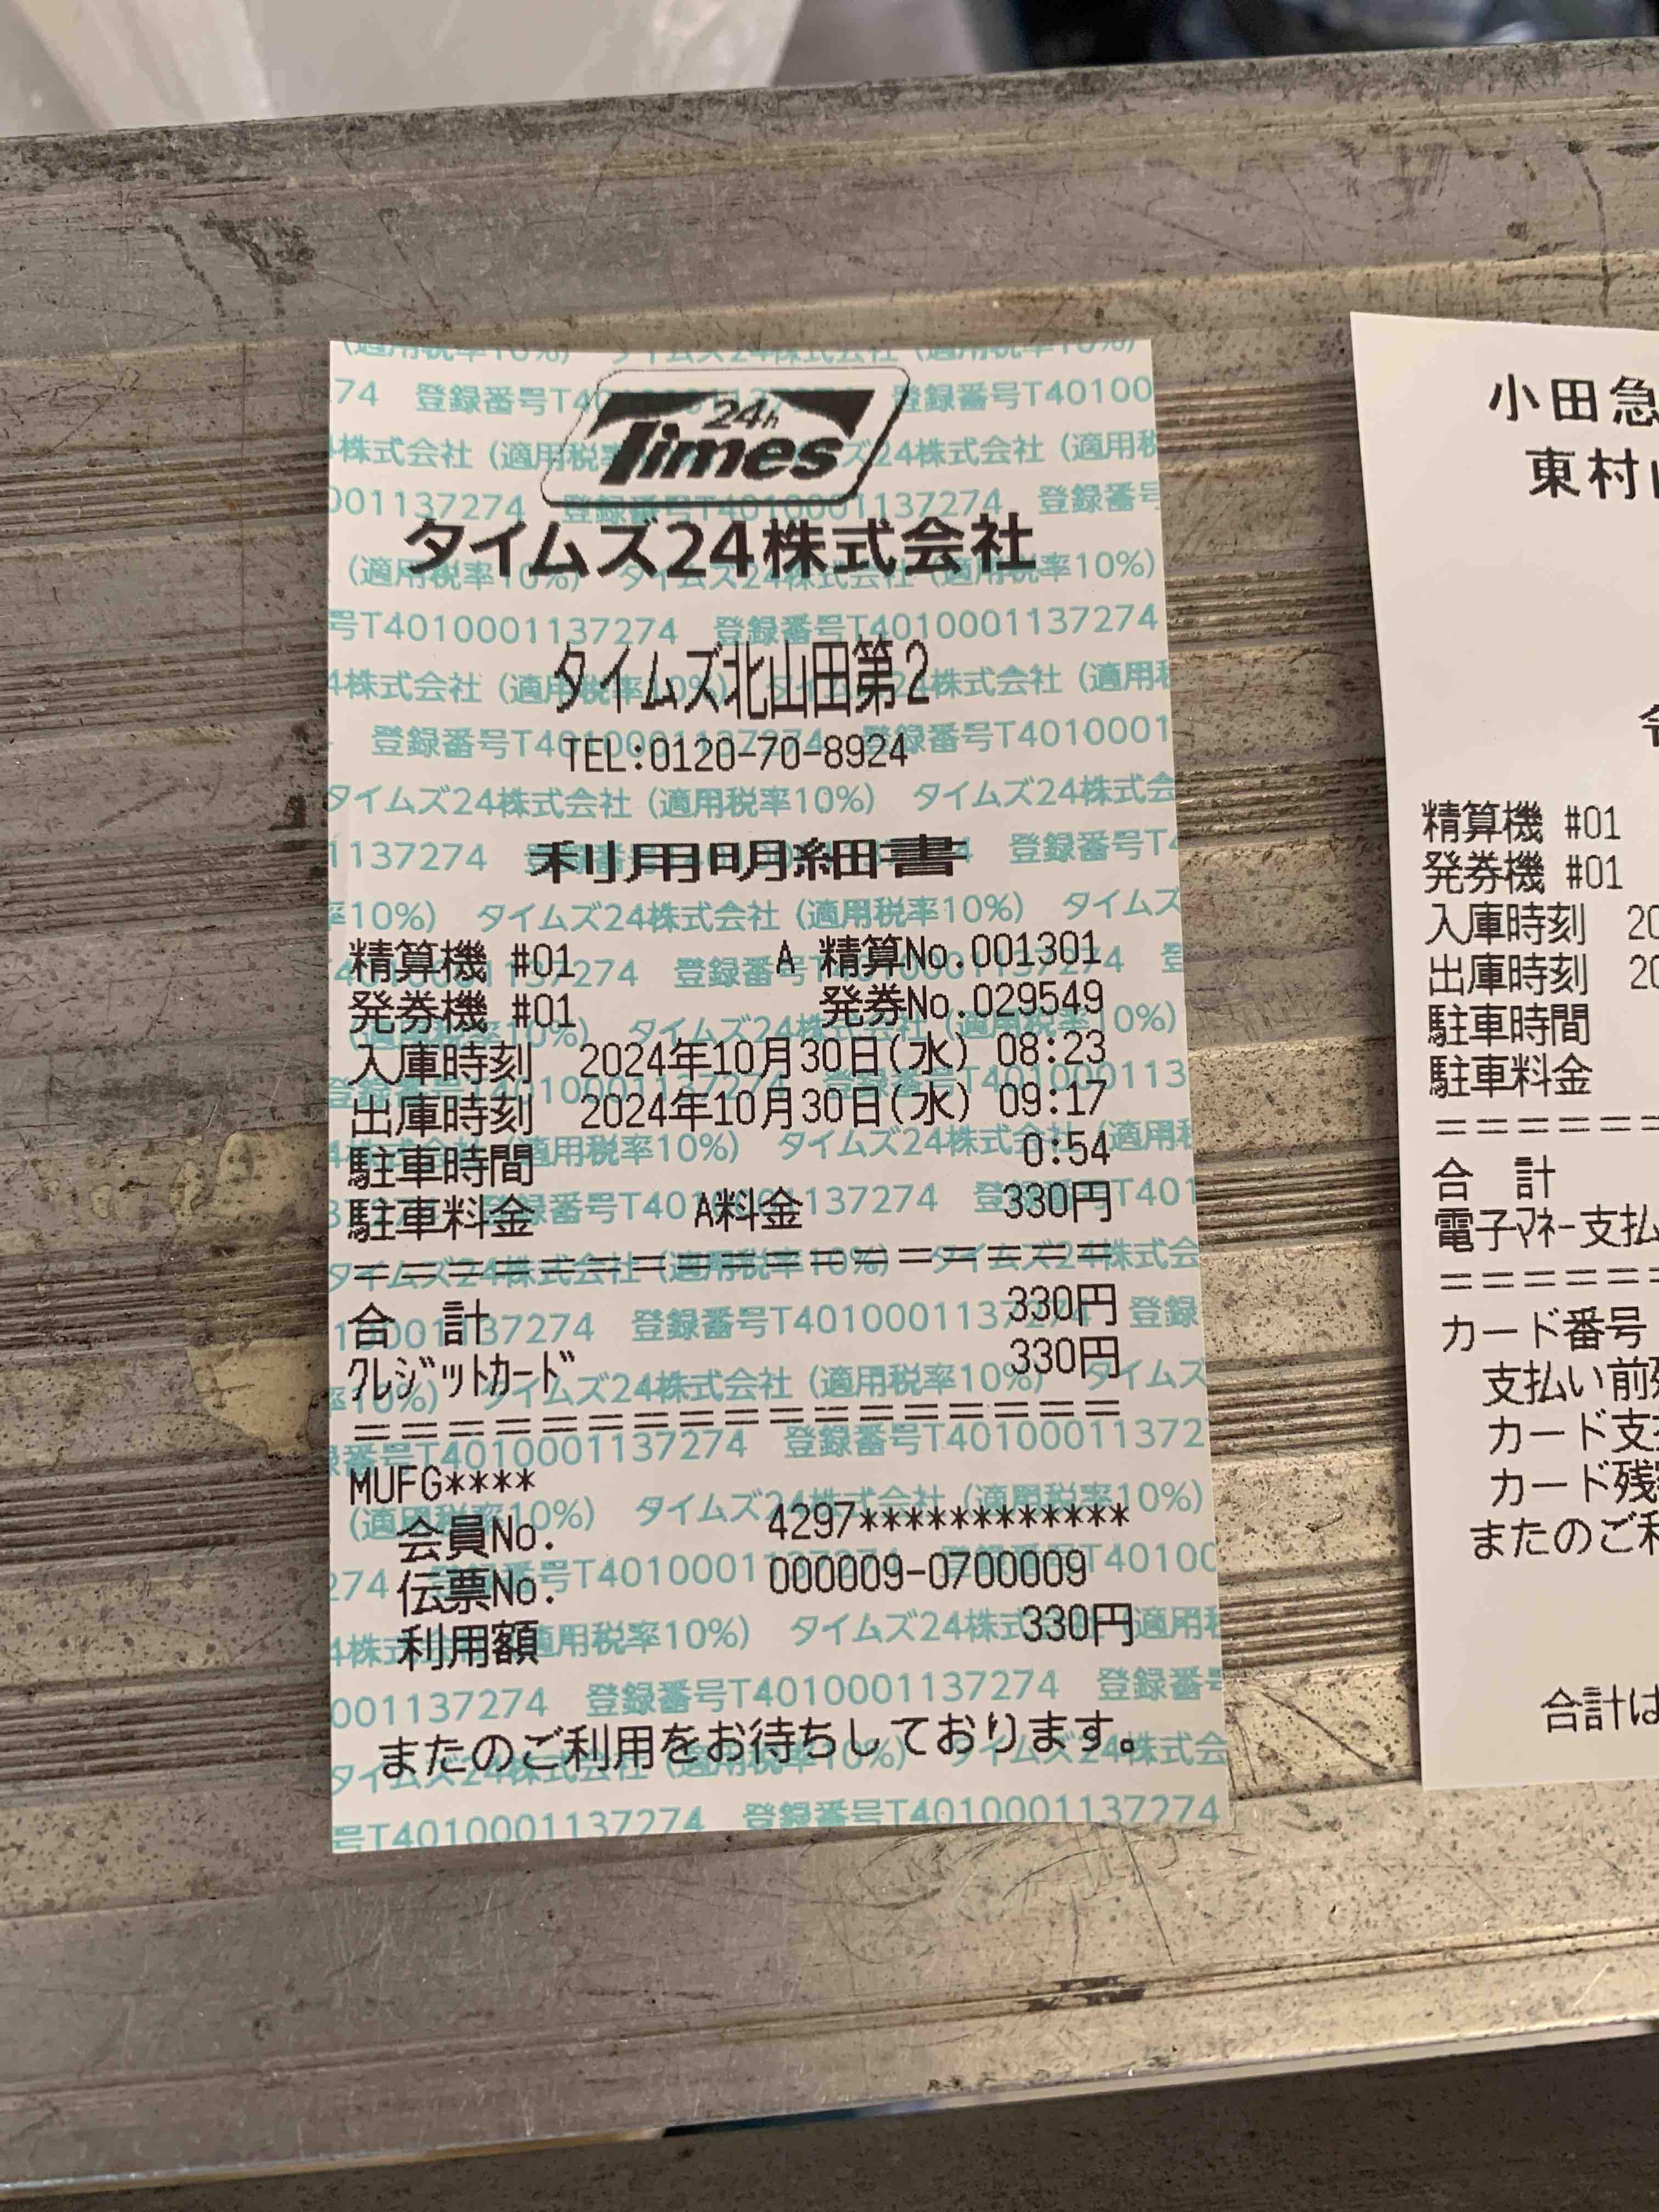 24h
Times
タイムズ24株式会社
タイムズ北山田第2
TEL:0120-70-8924
利用明細書
精算機 #01 A 精算No.001301
発券機 #01 発券No.029549
入庫時刻 2024年10月30日(水) 08:23
出庫時刻 2024年10月30日(水) 09:17
駐車時間 0:54
駐車料金 A料金 330円
==================
合 計 330円
クレジットカード 330円
==================
MUFG****
会員No. 4297************
伝票No. 000009-0700009
利用額 330円
またのご利用をお待ちしております。
タイムズ24株式会社 (適用税率10%)
登録番号T4010001137274
小田急
東村
精算機 #01
発券機 #01
入庫時刻 20
出庫時刻 20
駐車時間
駐車料金
======
合 計
電子マネー支払
======
カード番号
支払い前
カード支
カード残
またのご利
合計は